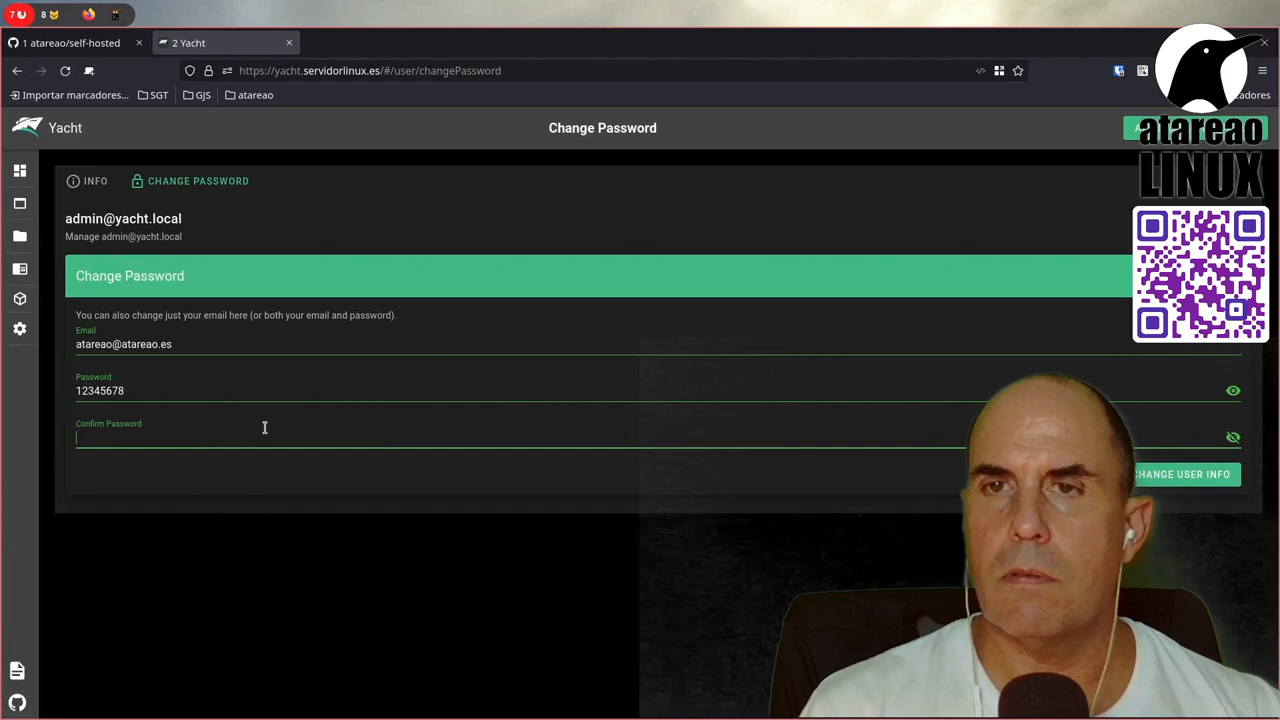 7
8
1 atareao/self-hosted
2 Yacht
https://yacht.servidorlinux.es/#/user/changePassword
Importar marcadores...
SGT
GJS
atareao
Yacht
Change Password
atareao
LINUX
INFO
CHANGE PASSWORD
admin@yacht.local
Manage admin@yacht.local
Change Password
You can also change just your email here (or both your email and password).
Email
atareao@atareao.es
Password
12345678
Confirm Password
CHANGE USER INFO